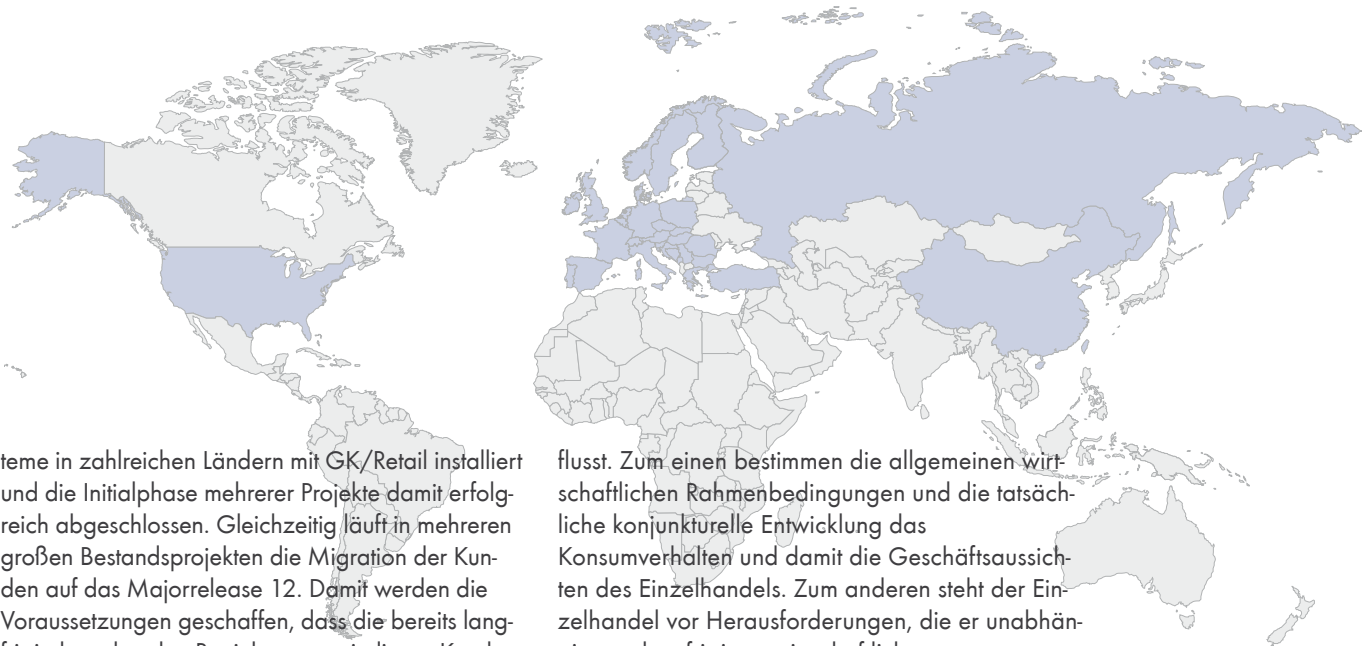 teme in zahlreichen Ländern mit GK/Retail installiert
und die Initialphase mehrerer Projekte damit erfolg-
reich abgeschlossen. Gleichzeitig läuft in mehreren
großen Bestandsprojekten die Migration der Kun-
den auf das Majorrelease 12. Damit werden die
Voraussetzungen geschaffen, dass die bereits lang-
flusst. Zum einen bestimmen die allgemeinen wirt-
schaftlichen Rahmenbedingungen und die tatsäch-
liche konjunkturelle Entwicklung das
Konsumverhalten und damit die Geschäftsaussich-
ten des Einzelhandels. Zum anderen steht der Ein-
zelhandel vor Herausforderungen, die er unabhän-